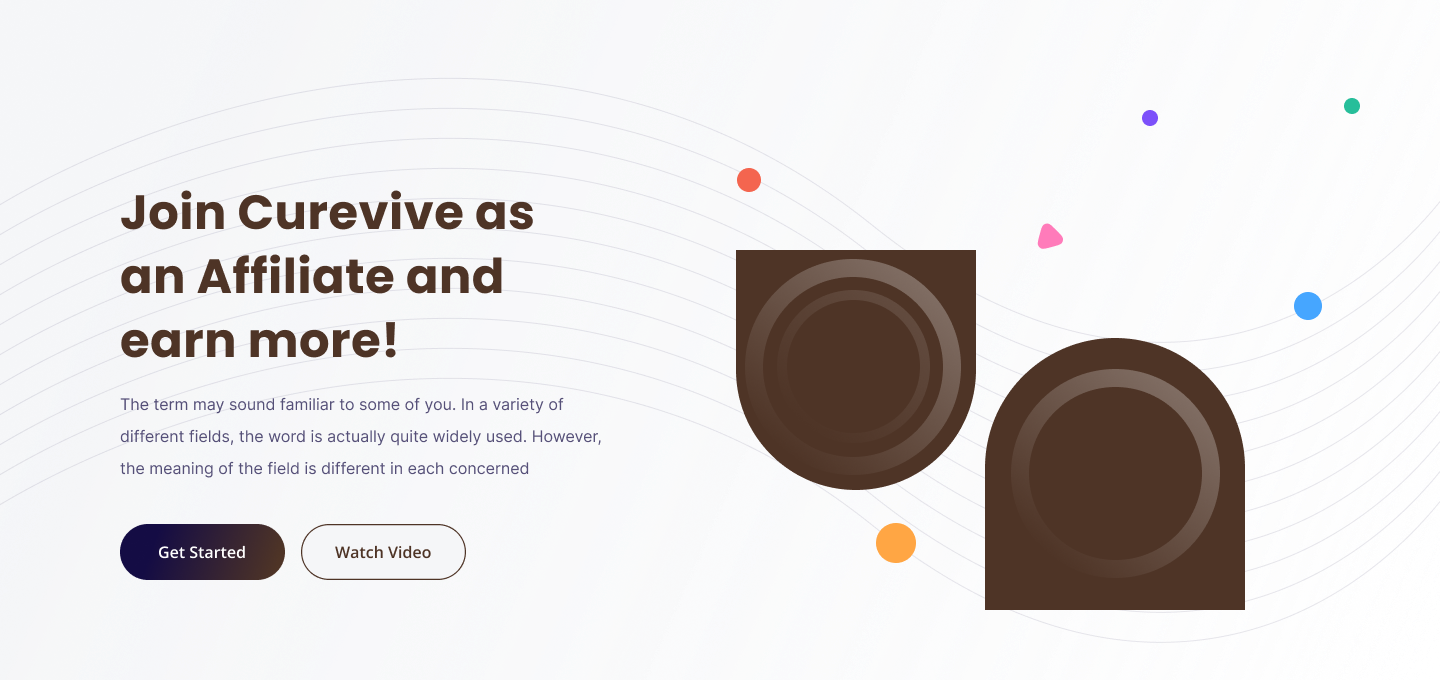 Join Curevive as
an Affiliate and
earn more!
The term may sound familiar to some of you. In a variety of
different fields, the word is actually quite widely used. However,
the meaning of the field is different in each concerned
Get Started
Watch Video